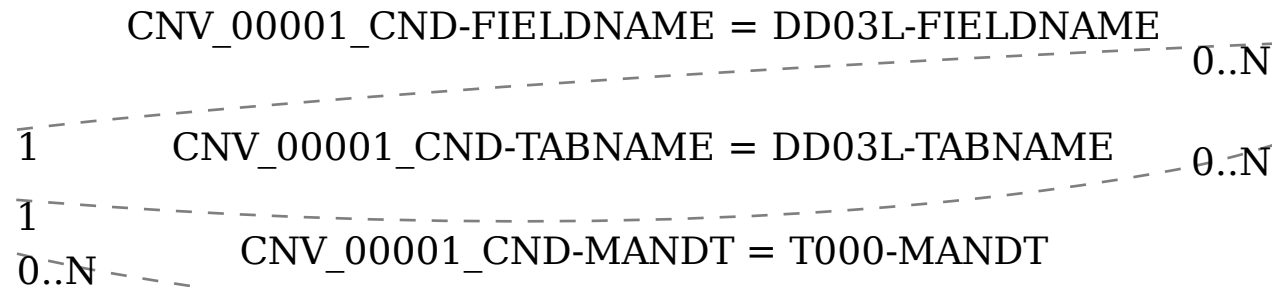 CNV_00001_CND-FIELDNAME = DD03L-FIELDNAME
0..N
1
CNV_00001_CND-TABNAME = DD03L-TABNAME
0..N
1
CNV_00001_CND-MANDT = T000-MANDT
0..N